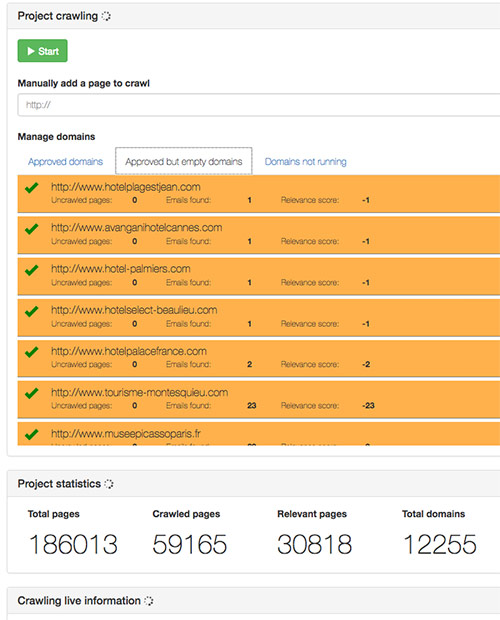 Project crawling
Start
Manually add a page to crawl
http://
Manage domains
Approved domains Approved but empty domains Domains not running
http://www.hotelplagestjean.com
Uncrawled pages: 0 Emails found: 1 Relevance score: -1
http://www.avanganihotelcannes.com
Uncrawled pages: 0 Emails found: 1 Relevance score: -1
http://www.hotel-palmiers.com
Uncrawled pages: 0 Emails found: 1 Relevance score: -1
http://www.hotelselect-beaulieu.com
Uncrawled pages: 0 Emails found: 1 Relevance score: -1
http://www.hotelpalacefrance.com
Uncrawled pages: 0 Emails found: 2 Relevance score: -2
http://www.tourisme-montesquieu.com
Uncrawled pages: 0 Emails found: 23 Relevance score: -23
http://www.museepicassoparis.fr
Project statistics
Total pages Crawled pages Relevant pages Total domains
186013 59165 30818 12255
Crawling live information